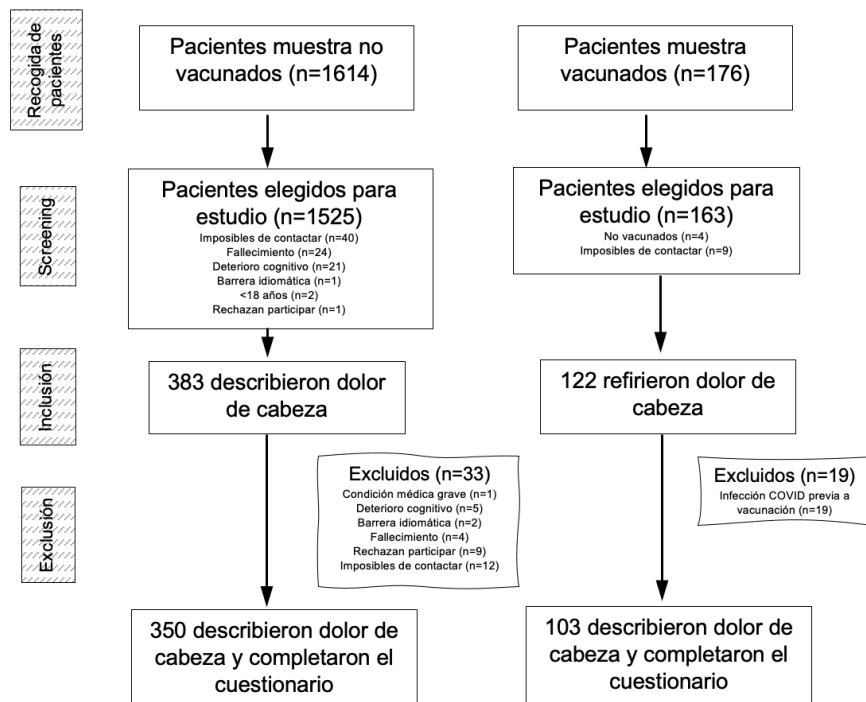 Recogida de
pacientes
Pacientes muestra no
vacunados (n=1614)
Pacientes muestra
vacunados (n=176)
Screening
Pacientes elegidos para
estudio (n=1525)
Imposibles de contactar (n=40)
Fallecimiento (n=24)
Deterioro cognitivo (n=21)
Barrera idiomática (n=1)
<18 años (n=2)
Rechazan participar (n=1)
Pacientes elegidos para
estudio (n=163)
No vacunados (n=4)
Imposibles de contactar (n=9)
Inclusión
383 describieron dolor
de cabeza
122 refirieron dolor de
cabeza
Exclusión
Excluidos (n=33)
Condición médica grave (n=1)
Deterioro cognitivo (n=5)
Barrera idiomática (n=2)
Fallecimiento (n=4)
Rechazan participar (n=9)
Imposibles de contactar (n=12)
Excluidos (n=19)
Infección COVID previa a
vacunación (n=19)
350 describieron dolor de
cabeza y completaron el
cuestionario
103 describieron dolor de
cabeza y completaron el
cuestionario